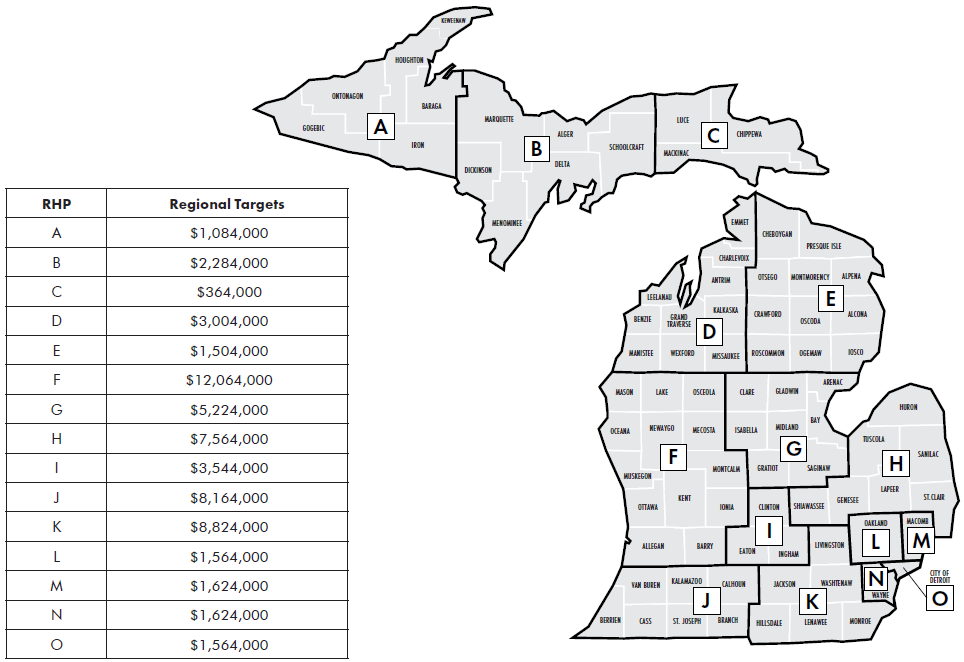 RHP Regional Targets
A $1,084,000
B $2,284,000
C $364,000
D $3,004,000
E $1,504,000
F $12,064,000
G $5,224,000
H $7,564,000
I $3,544,000
J $8,164,000
K $8,824,000
L $1,564,000
M $1,624,000
N $1,624,000
O $1,564,000
KEWEENAW
HOUGHTON
ONTONAGON
BARAGA
GOGEBIC
A
IRON
MARQUETTE
ALGER
B
SCHOOLCRAFT
DICKINSON
DELTA
MENOMINEE
LUCE
C
CHIPPEWA
MACKINAC
EMMET
CHARLEVOIX
ANTRIM
LEELANAU
BENZIE
GRAND
TRAVERSE
KALKASKA
D
MANISTEE
WEXFORD
MISSAUKEE
CHEBOYGAN
PRESQUE ISLE
OTSEGO
MONTMORENCY
ALPENA
E
CRAWFORD
OSCODA
ALCONA
ROSCOMMON
OGEMAW
IOSCO
MASON
LAKE
OSCEOLA
OCEANA
NEWAYGO
MECOSTA
F
MUSKEGON
MONTCALM
OTTAWA
KENT
IONIA
ALLEGAN
BARRY
CLARE
GLADWIN
ARENAC
ISABELLA
MIDLAND
BAY
G
GRATIOT
SAGINAW
HURON
TUSCOLA
SANILAC
H
LAPEER
GENESEE
ST. CLAIR
SHIAWASSEE
CLINTON
I
EATON
INGHAM
LIVINGSTON
OAKLAND
L
MACOMB
M
N
WAYNE
CITY OF
DETROIT
O
VAN BUREN
KALAMAZOO
CALHOUN
J
BERRIEN
CASS
ST. JOSEPH
BRANCH
JACKSON
WASHTENAW
K
HILLSDALE
LENAWEE
MONROE